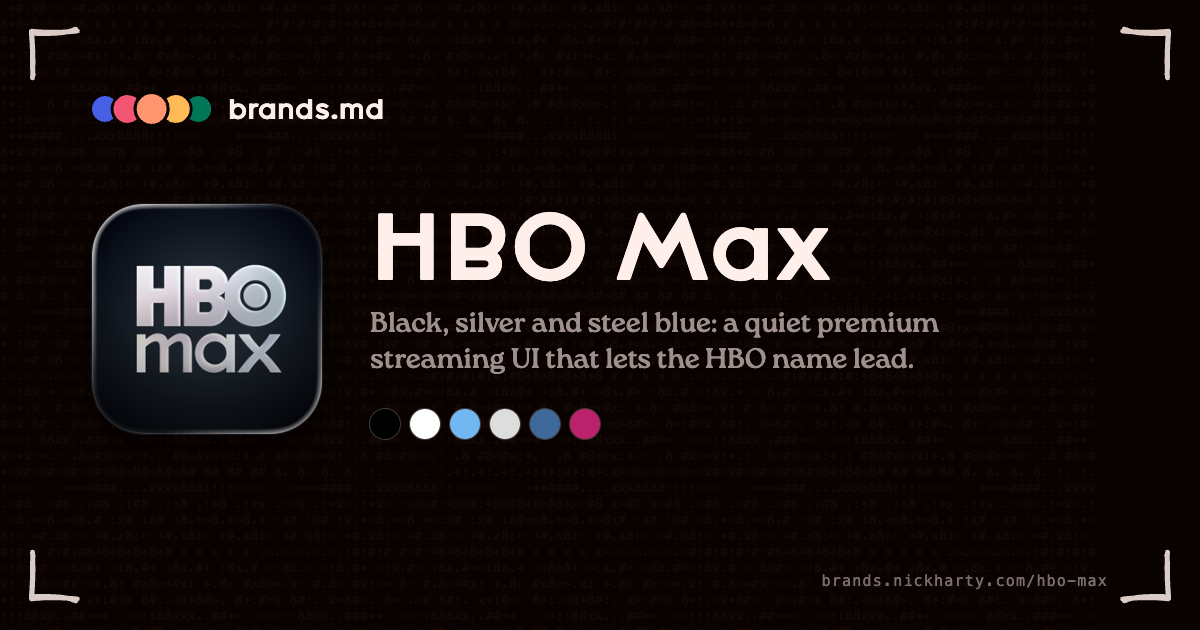 brands.md
HBO
max
HBO Max
Black, silver and steel blue: a quiet premium
streaming UI that lets the HBO name lead.
brands.nickharty.com/hbo-max